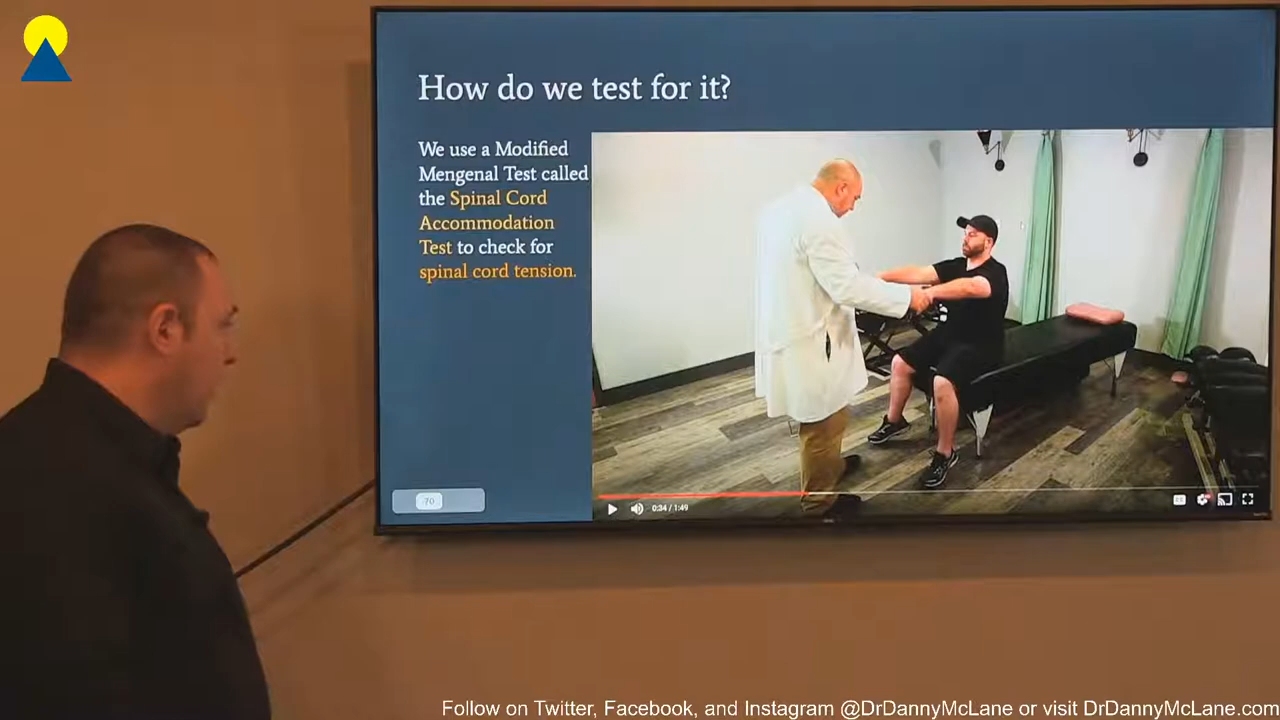 How do we test for it?
We use a Modified
Mengenal Test called
the Spinal Cord
Accommodation
Test to check for
spinal cord tension.
70
0:34 / 1:49
Follow on Twitter, Facebook, and Instagram @DrDannyMcLane or visit DrDannyMcLane.com